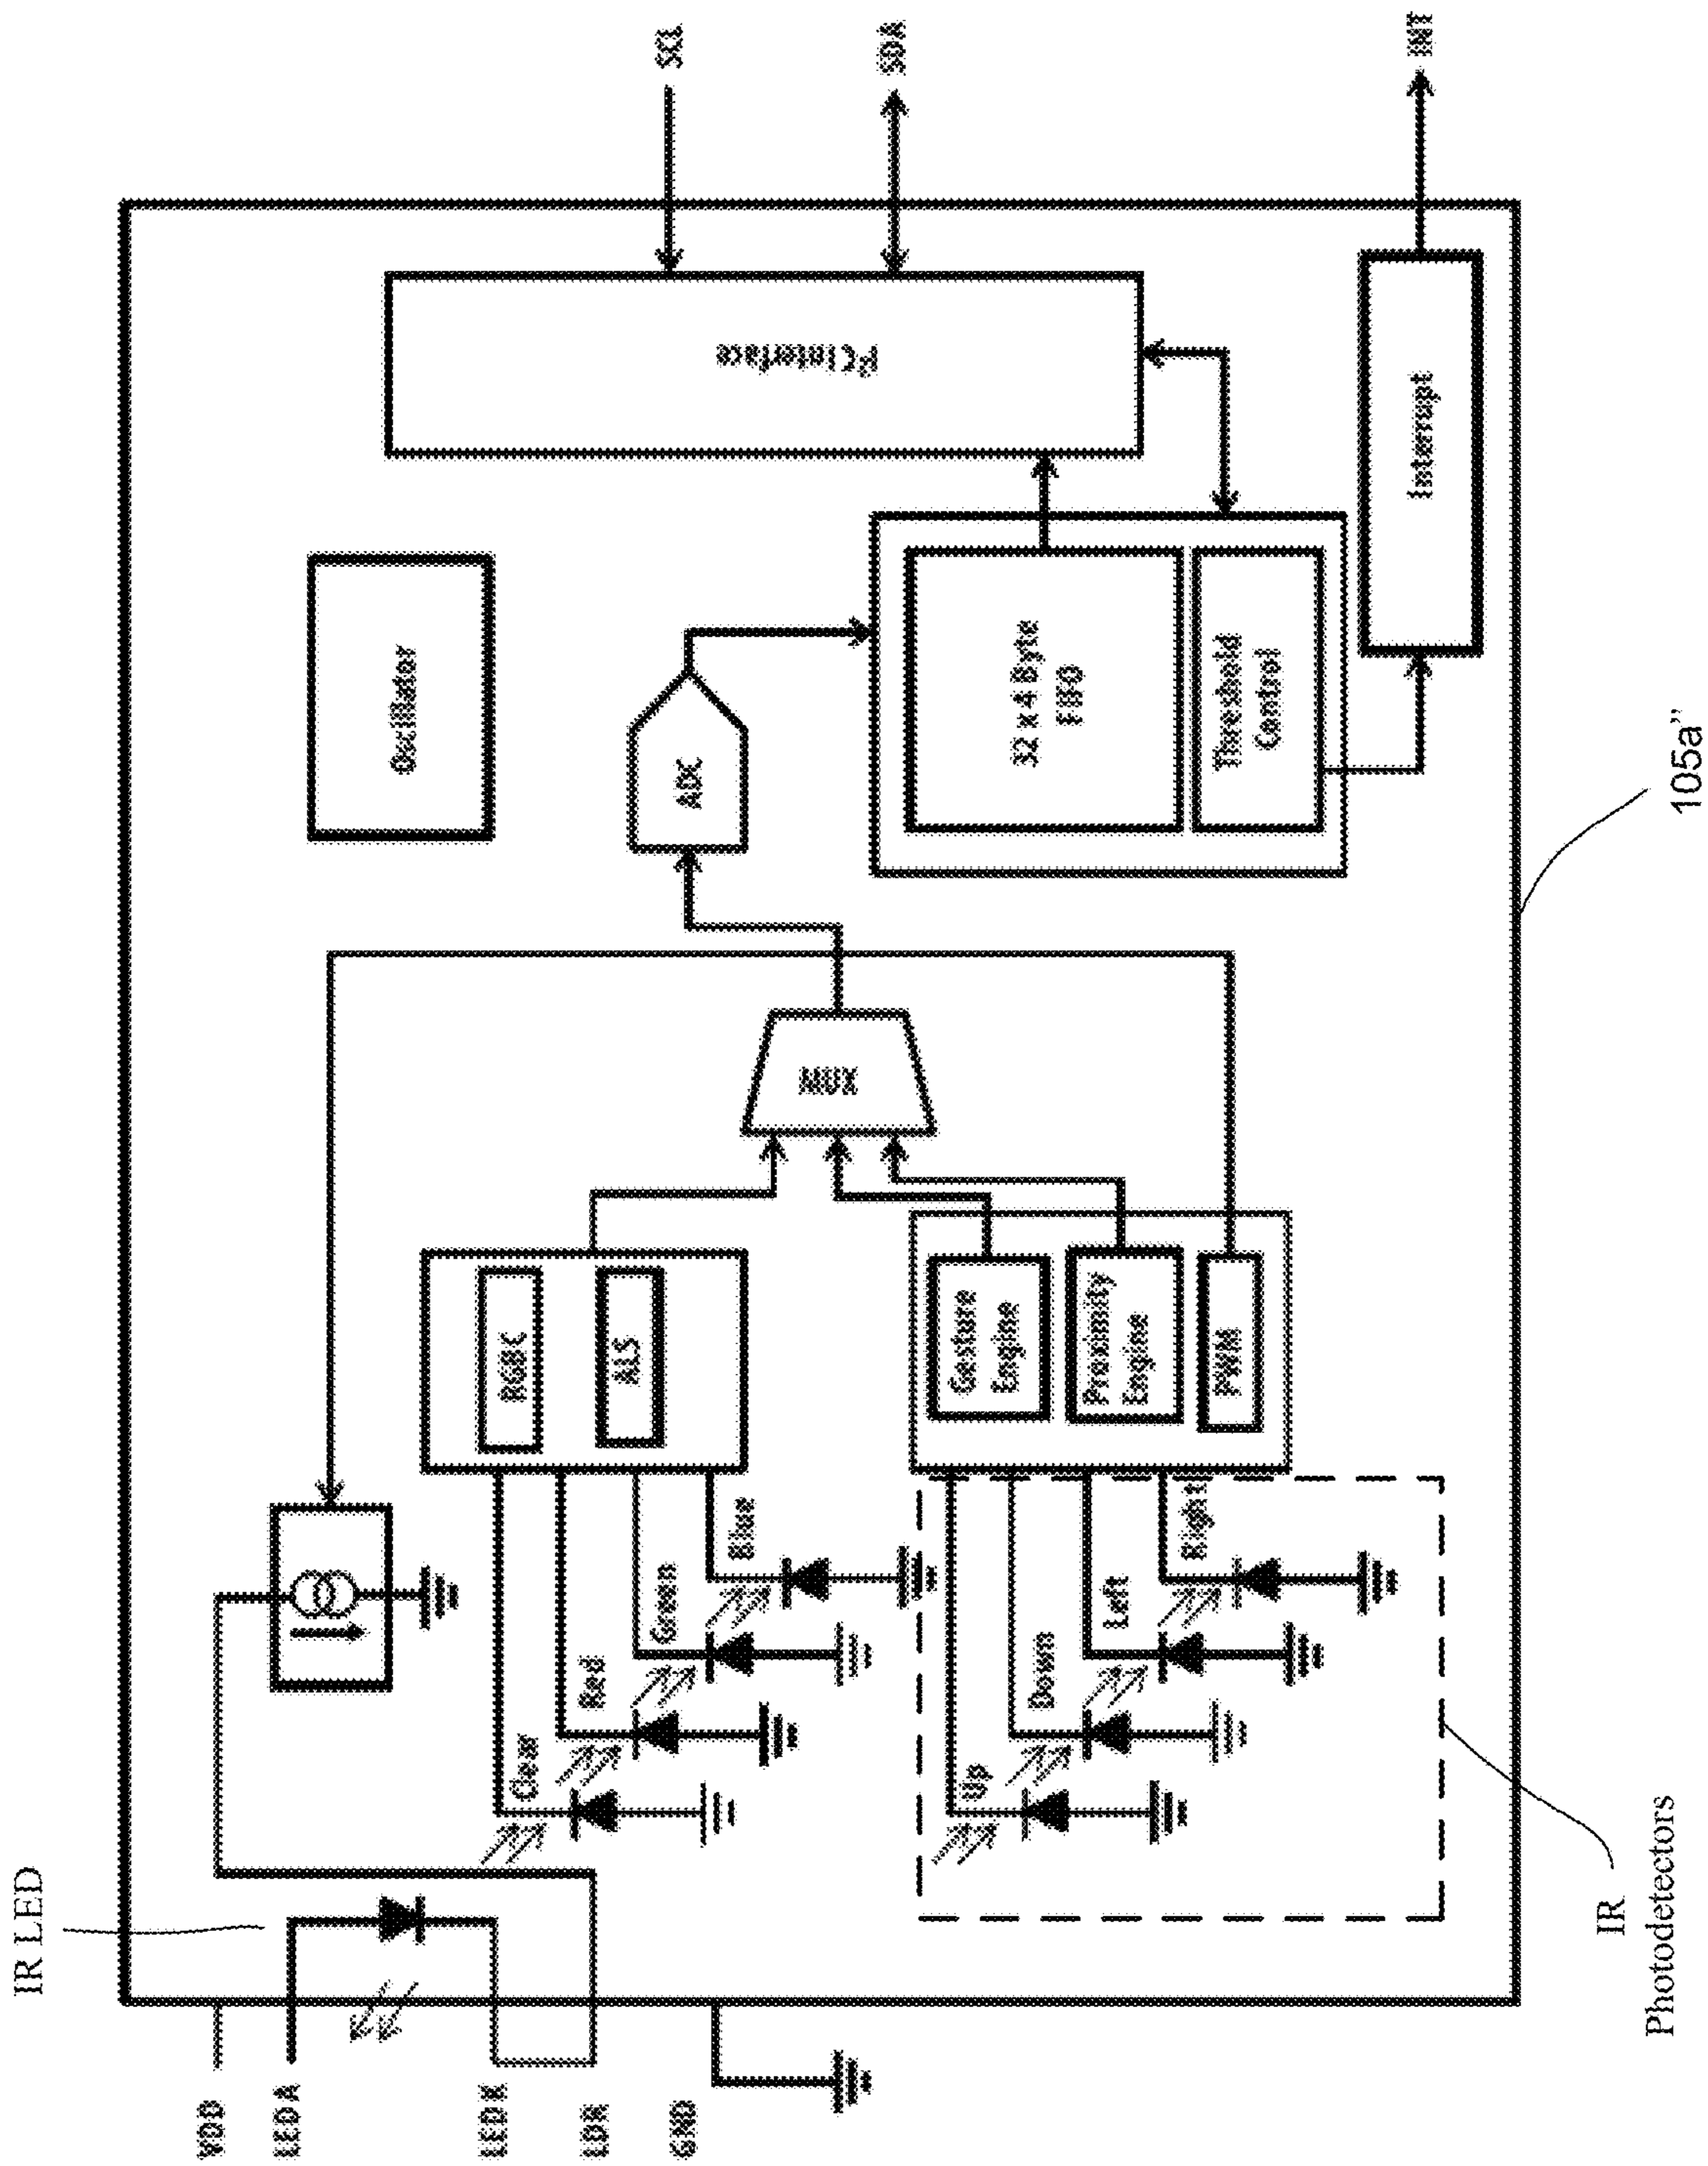 IR LED
VDD
LEDA
LEDK
LDR
GND
Clear
Red
Green
Blue
RGBC
ALS
Up
Down
Left
Right
Gesture
Engine
Proximity
Engine
PWM
MUX
ADC
Oscillator
32 x 4 Byte
FIFO
Threshold
Control
I²C Interface
Interrupt
SCL
SDA
INT
IR
Photodetectors
105a”